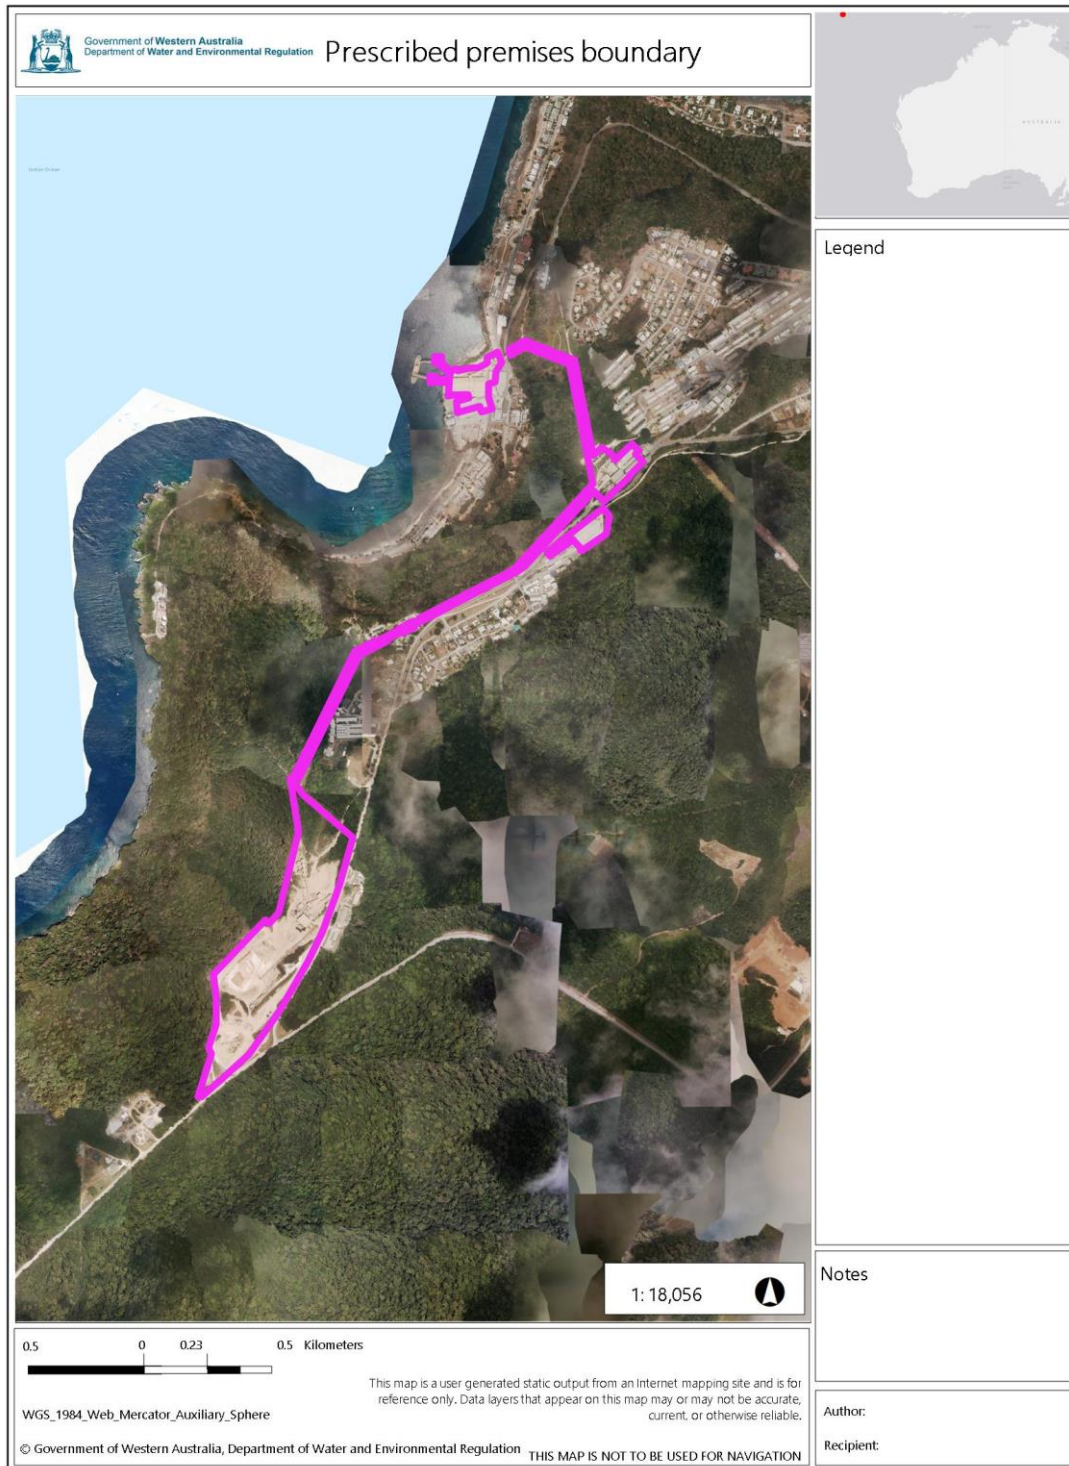 Government of Western Australia
Department of Water and Environmental Regulation
Prescribed premises boundary
Indian Ocean
AUSTRALIA
Legend
1: 18,056
Notes
0.5 0 0.23 0.5 Kilometers
This map is a user generated static output from an Internet mapping site and is for
reference only. Data layers that appear on this map may or may not be accurate,
current, or otherwise reliable.
WGS_1984_Web_Mercator_Auxiliary_Sphere
© Government of Western Australia, Department of Water and Environmental Regulation
THIS MAP IS NOT TO BE USED FOR NAVIGATION
Author:
Recipient: